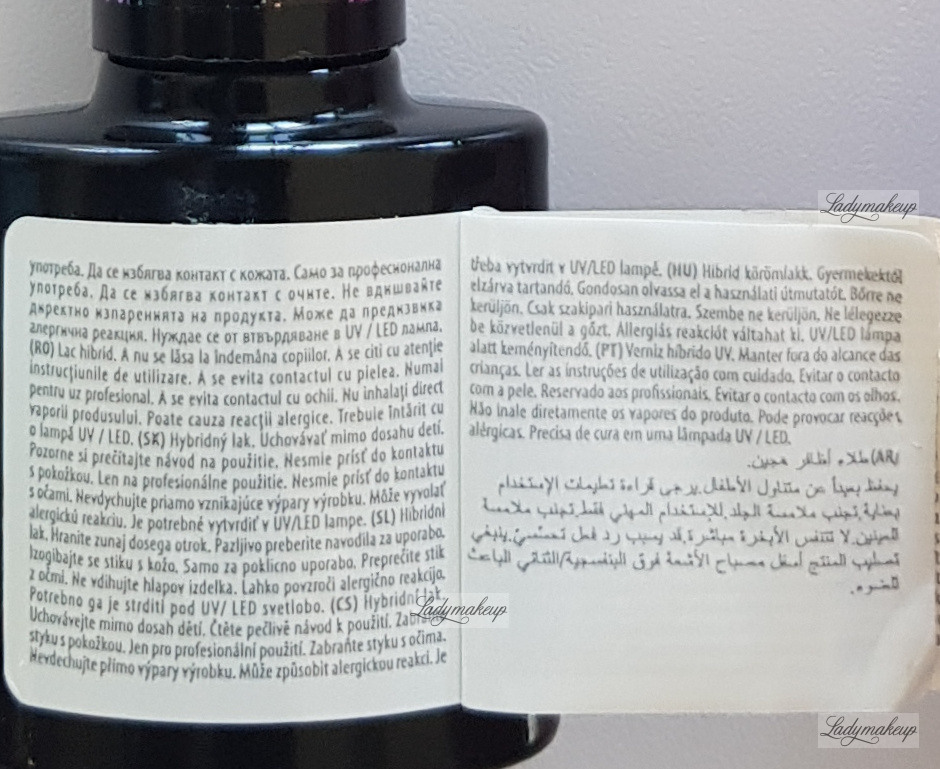 употреба. Да се избягва контакт с кожата. Само за професионална
употреба. Да се избягва контакт с очите. Не вдишвайте
директно изпаренията на продукта. Може да предизвика
алергична реакция. Нуждае се от втвърдяване в UV / LED лампа.
(RO) Lac hibrid. A nu se lăsa la îndemâna copiilor. A se citi cu atenție
instrucțiunile de utilizare. A se evita contactul cu pielea. Numai
pentru uz profesional. A se evita contactul cu ochii. Nu inhalați direct
vaporii produsului. Poate cauza reacții alergice. Trebuie întărit cu
o lampă UV / LED. (SK) Hybridný lak. Uchovávať mimo dosahu detí.
Pozorne si prečítajte návod na použitie. Nesmie prísť do kontaktu
s pokožkou. Len na profesionálne použitie. Nesmie prísť do kontaktu
s očami. Nevdychujte priamo vznikajúce výpary výrobku. Môže vyvolať
alergickú reakciu. Je potrebné vytvrdiť v UV/LED lampe. (SL) Hibridni
lak. Hranite zunaj dosega otrok. Pazljivo preberite navodila za uporabo.
Izogibajte se stiku s kožo. Samo za poklicno uporabo. Preprečite stik
z očmi. Ne vdihujte hlapov izdelka. Lahko povzroči alergično reakcijo.
Potrebno ga je strditi pod UV/ LED svetlobo. (CS) Hybridní lak.
Uchovávejte mimo dosah dětí. Čtěte pečlivě návod k použití. Zabraňte
styku s pokožkou. Jen pro profesionální použití. Zabraňte styku s očima.
Nevdechujte přímo výpary výrobku. Může způsobit alergickou reakci. Je
třeba vytvrdit v UV/LED lampě. (HU) Hibrid körömlakk. Gyermekektől
elzárva tartandó. Gondosan olvassa el a használati útmutatót. Bőrre ne
kerüljön. Csak szakipari használatra. Szembe ne kerüljön. Ne lélegezze
be közvetlenül a gőzt. Allergiás reakciót válthat ki. UV/LED lámpa
alatt keményítendő. (PT) Verniz híbrido UV. Manter fora do alcance das
crianças. Ler as instruções de utilização com cuidado. Evitar o contacto
com a pele. Reservado aos profissionais. Evitar o contacto com os olhos.
Não inale diretamente os vapores do produto. Pode provocar reacções
alérgicas. Precisa de cura em uma lâmpada UV / LED.
(AR) طلاء أظافر هجين.
يحفظ بعيداً عن متناول الأطفال.يرجى قراءة تعليمات الإستخدام
بعناية.تجنب ملامسة الجلد.للإستخدام المهني فقط.تجنب ملامسة
العينين.لا تتنفس الأبخرة مباشرة.قد يسبب رد فعل تحسّسيّ.ينبغي
تصليب المنتج أسفل مصباح الأشعة فوق البنفسجية/الثنائي الباعث
للضوء.
Ladymakeup
Ladymakeup
Ladymakeup